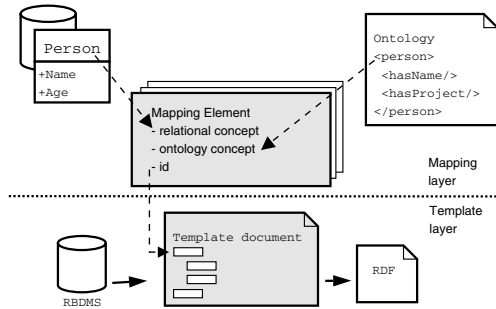 Person
+Name
+Age
Ontology
<person>
<hasName/>
<hasProject/>
</person>
Mapping Element
- relational concept
- ontology concept
- id
Mapping
layer
Template
layer
Template document
RBDMS
RDF